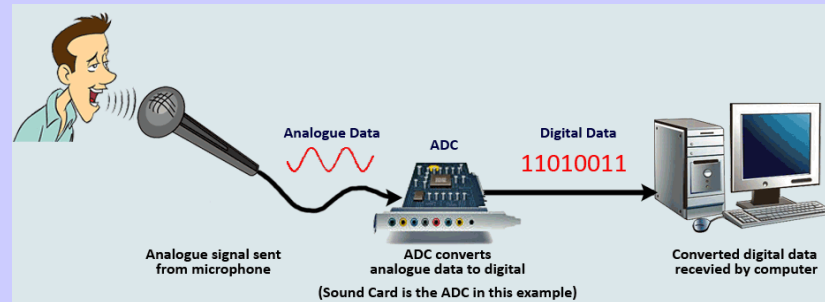 Analogue Data
ADC
Digital Data
11010011
Analogue signal sent
from microphone
ADC converts
analogue data to digital
Converted digital data
recevied by computer
(Sound Card is the ADC in this example)